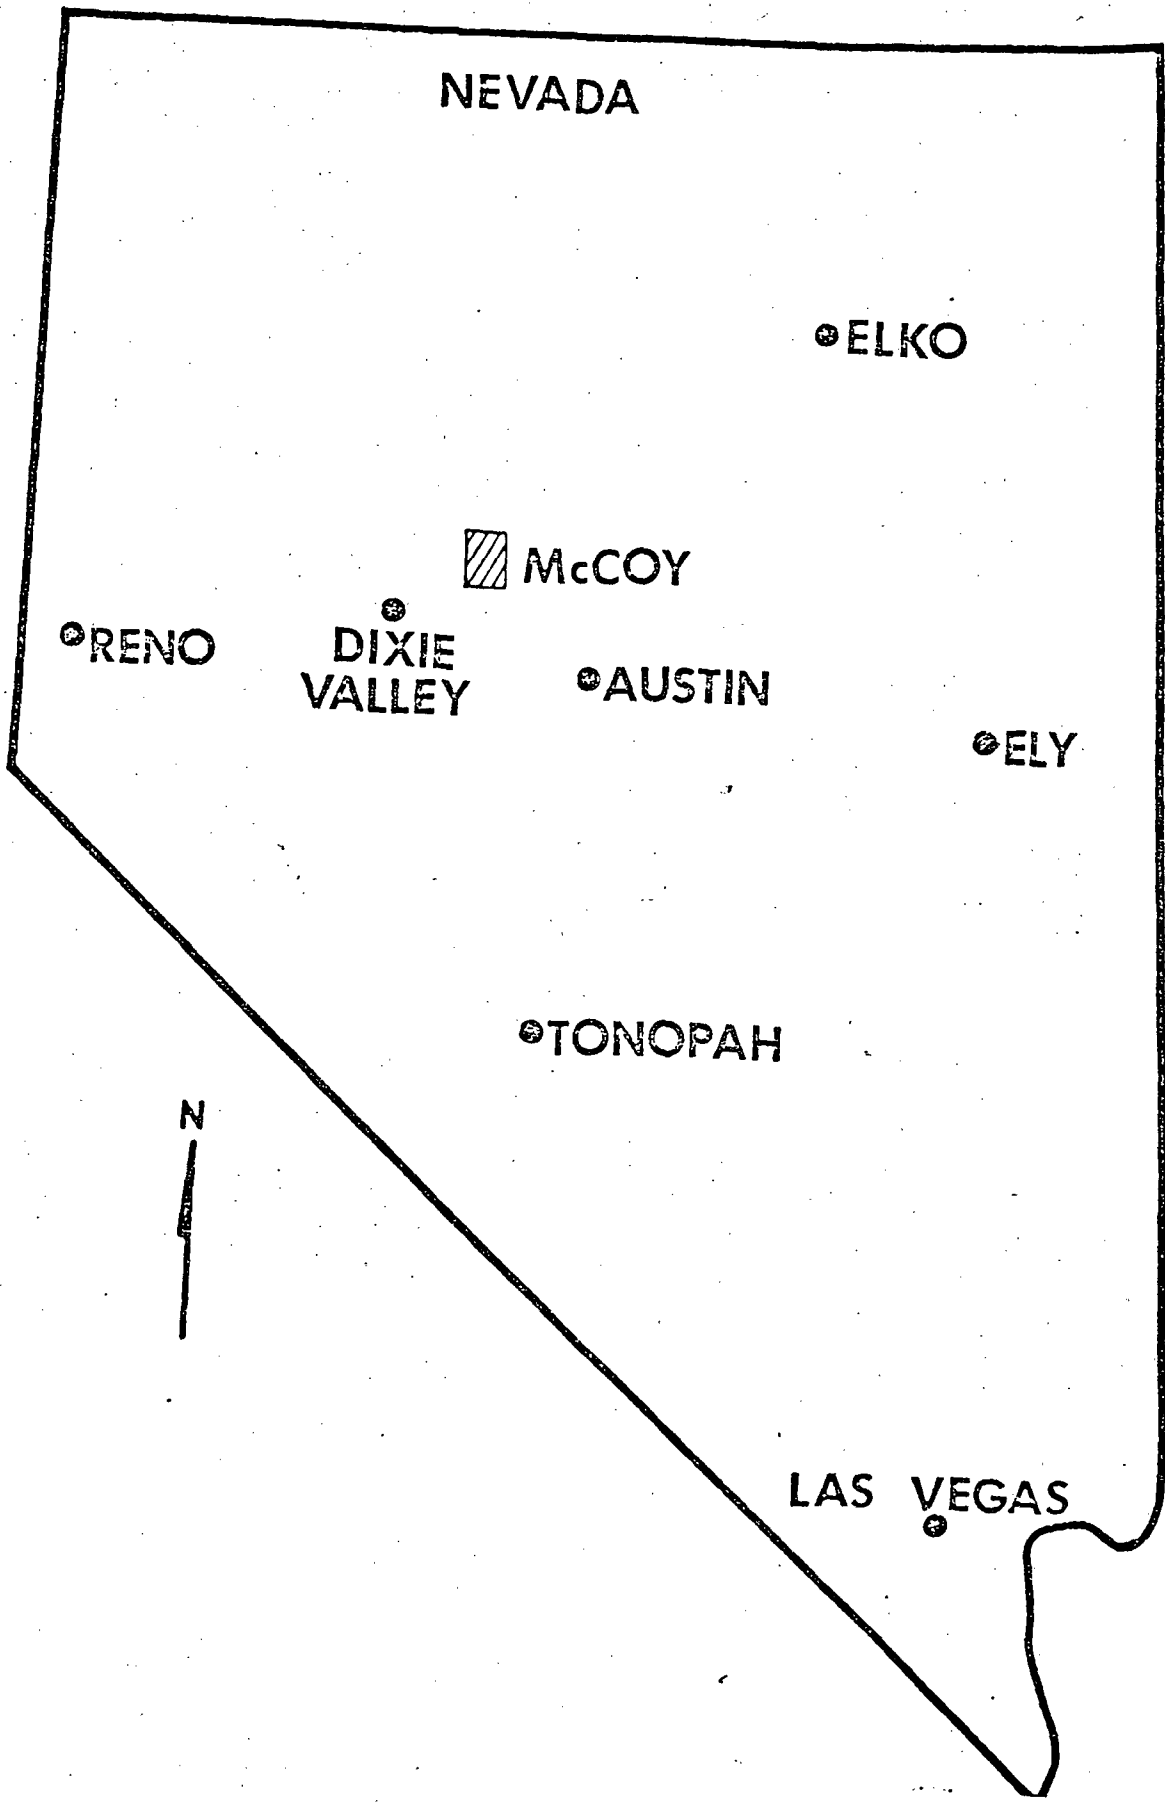 NEVADA
ELKO
McCOY
RENO
DIXIE
VALLEY
AUSTIN
ELY
TONOPAH
N
LAS VEGAS